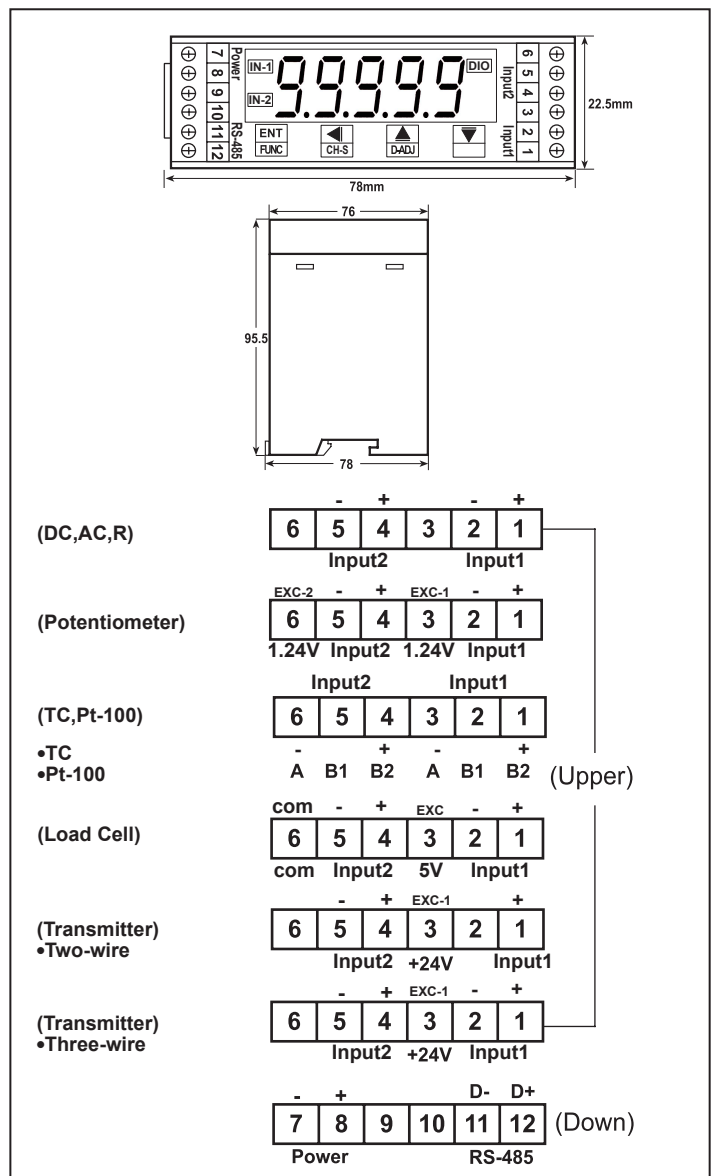 7 8 9 10 11 12
Power
RS-485
IN-1
IN-2
9.9.9.9.9
DIO
ENT
FUNC
CH-S
D-ADJ
Input2
Input1
6 5 4 3 2 1
22.5mm
78mm
76
95.5
78
(DC,AC,R)
- + - +
6 5 4 3 2 1
Input2 Input1
(Potentiometer)
EXC-2 - + EXC-1 - +
6 5 4 3 2 1
1.24V Input2 1.24V Input1
(TC,Pt-100)
Input2 Input1
6 5 4 3 2 1
•TC - + - +
•Pt-100 A B1 B2 A B1 B2
(Upper)
(Load Cell)
com - + EXC - +
6 5 4 3 2 1
com Input2 5V Input1
(Transmitter)
•Two-wire
- + EXC-1 +
6 5 4 3 2 1
Input2 +24V Input1
(Transmitter)
•Three-wire
- + EXC-1 - +
6 5 4 3 2 1
Input2 +24V Input1
- + D- D+
7 8 9 10 11 12 (Down)
Power RS-485